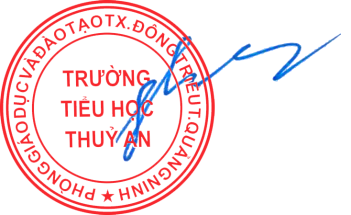 PHÒNG GIÁO DỤC VÀ ĐÀO TẠO TX.ĐÔNG TRIỀU T.QUẢNG NINH
TRƯỜNG
TIỂU HỌC
THUỶ AN